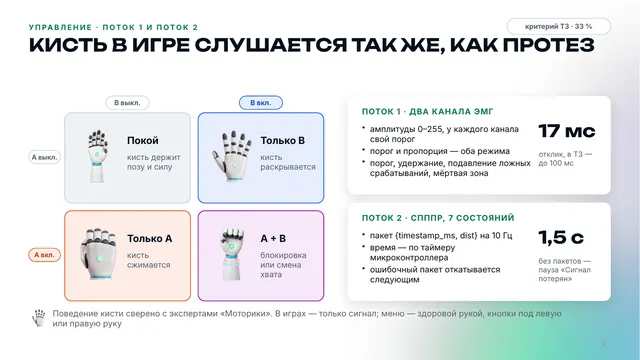 УПРАВЛЕНИЕ · ПОТОК 1 И ПОТОК 2
критерий ТЗ · 33 %
КИСТЬ В ИГРЕ СЛУШАЕТСЯ ТАК ЖЕ, КАК ПРОТЕЗ
B выкл.
B вкл.
A выкл.
Покой
кисть держит
позу и силу
Только B
кисть
раскрывается
A вкл.
Только A
кисть
сжимается
A + B
блокировка
или смена
хвата
ПОТОК 1 · ДВА КАНАЛА ЭМГ
• амплитуды 0–255, у каждого канала
свой порог
• порог и пропорция — оба режима
• порог, удержание, подавление ложных
срабатываний, мёртвая зона
17 мс
отклик, в ТЗ —
до 100 мс
ПОТОК 2 · СППР, 7 СОСТОЯНИЙ
• пакет {timestamp_ms, dist} на 10 Гц
• время — по таймеру
микроконтроллера
• ошибочный пакет откатывается
следующим
1,5 с
без пакетов —
пауза «Сигнал
потерян»
Поведение кисти сверено с экспертами «Моторики». В играх — только сигнал; меню — здоровой рукой, кнопки под левую
или правую руку